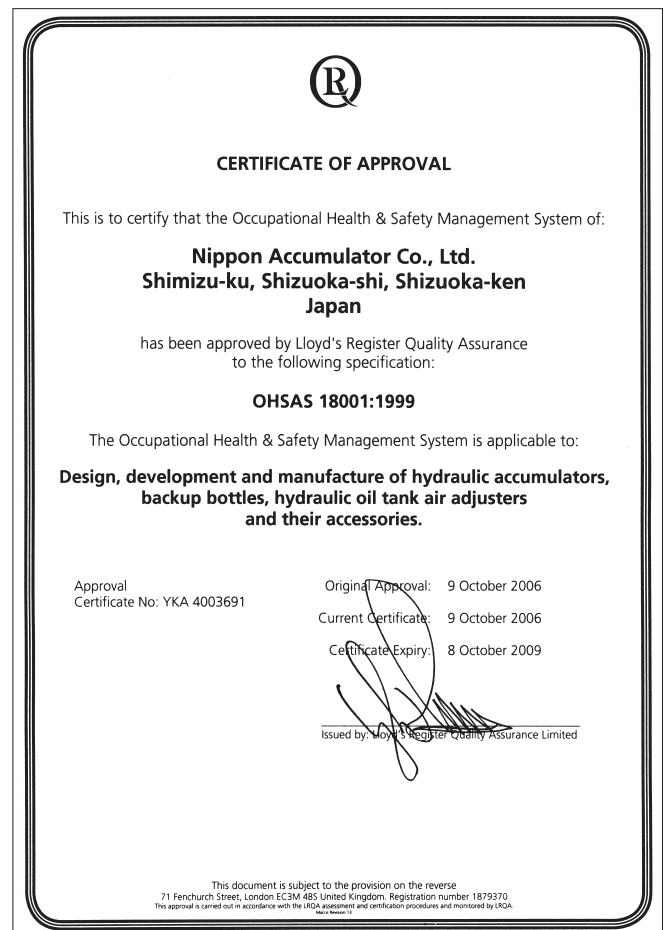 LRQ
CERTIFICATE OF APPROVAL
This is to certify that the Occupational Health & Safety Management System of:
Nippon Accumulator Co., Ltd.
Shimizu-ku, Shizuoka-shi, Shizuoka-ken
Japan
has been approved by Lloyd's Register Quality Assurance
to the following specification:
OHSAS 18001:1999
The Occupational Health & Safety Management System is applicable to:
Design, development and manufacture of hydraulic accumulators,
backup bottles, hydraulic oil tank air adjusters
and their accessories.
Approval
Certificate No: YKA 4003691
Original Approval: 9 October 2006
Current Certificate: 9 October 2006
Certificate Expiry: 8 October 2009
Issued by: Lloyd's Register Quality Assurance Limited
This document is subject to the provision on the reverse
71 Fenchurch Street, London EC3M 4BS United Kingdom. Registration number 1879370
This approval is carried out in accordance with the LRQA assessment and certification procedures and monitored by LRQA.
Macro Revision 13